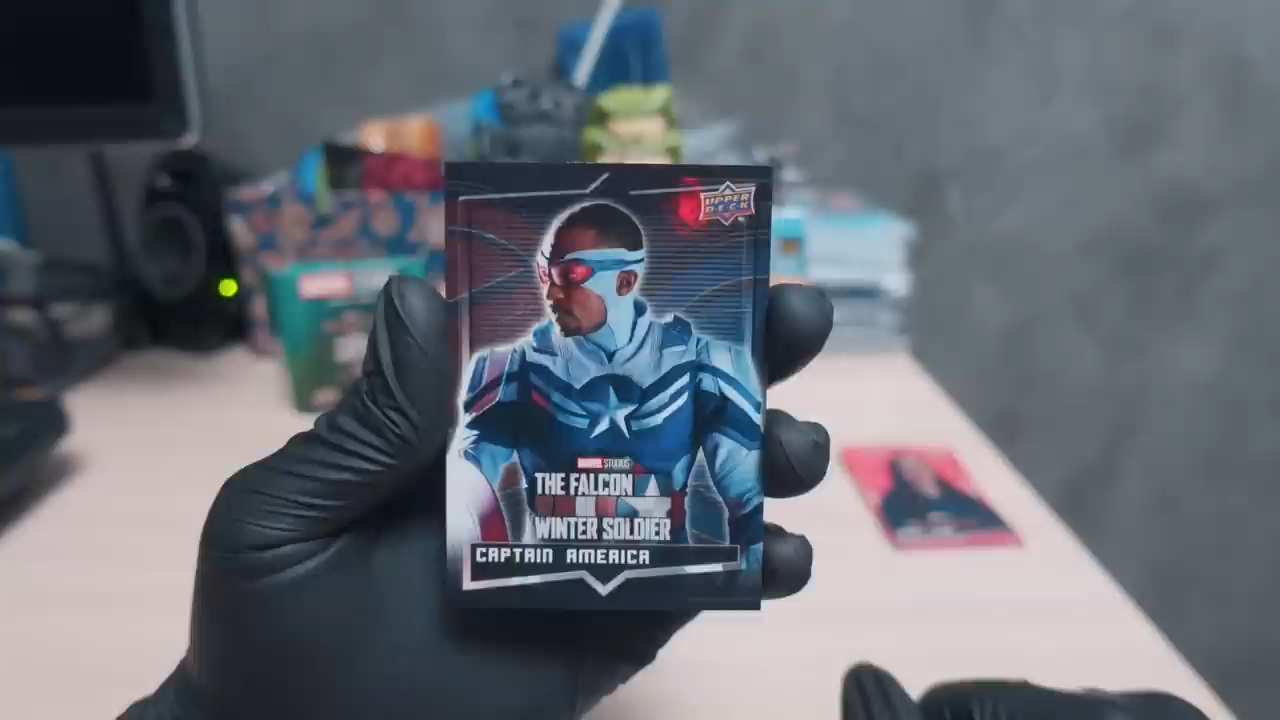 UPPER
DECK
MARVEL STUDIOS
THE FALCON
WINTER SOLDIER
CAPTAIN AMERICA